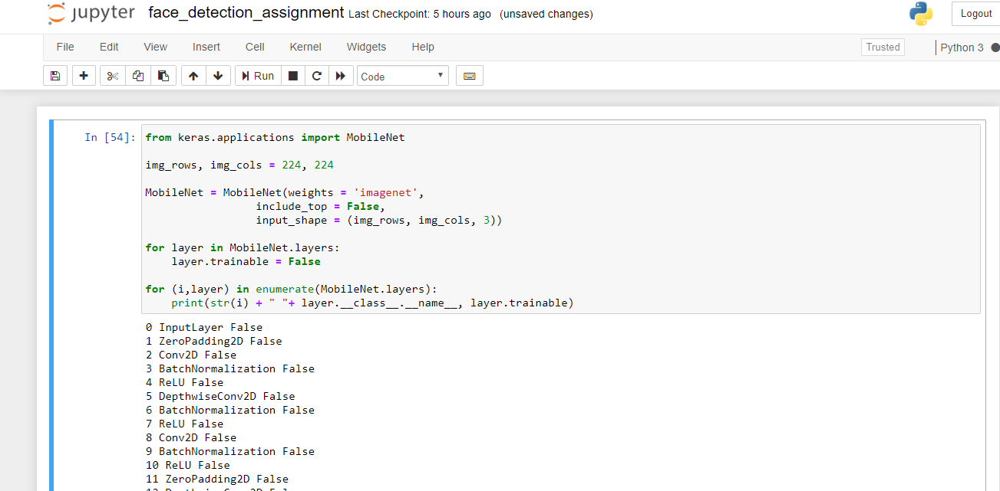 jupyter face_detection_assignment Last Checkpoint: 5 hours ago (unsaved changes) Logout
File Edit View Insert Cell Kernel Widgets Help Trusted Python 3
Run Code
In [54]: from keras.applications import MobileNet
img_rows, img_cols = 224, 224
MobileNet = MobileNet(weights = 'imagenet',
include_top = False,
input_shape = (img_rows, img_cols, 3))
for layer in MobileNet.layers:
layer.trainable = False
for (i,layer) in enumerate(MobileNet.layers):
print(str(i) + " "+ layer.__class__.__name__, layer.trainable)
0 InputLayer False
1 ZeroPadding2D False
2 Conv2D False
3 BatchNormalization False
4 ReLU False
5 DepthwiseConv2D False
6 BatchNormalization False
7 ReLU False
8 Conv2D False
9 BatchNormalization False
10 ReLU False
11 ZeroPadding2D False